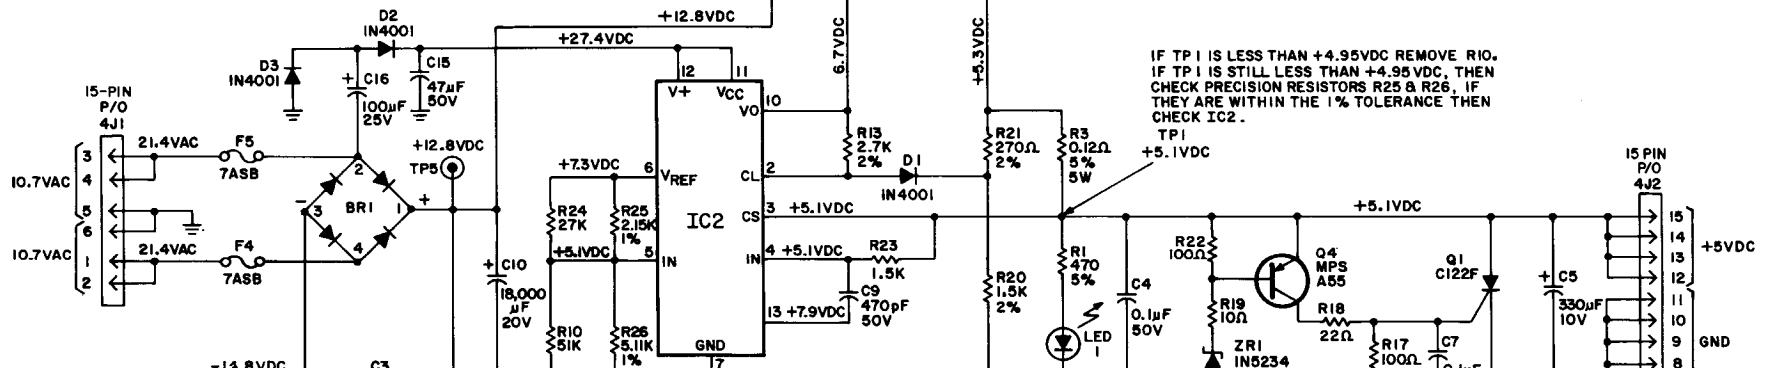 +12.8VDC
D2
IN4001
+27.4VDC
6.7VDC
+5.3VDC
D3
IN4001
+
C16
100µF
25V
C15
47µF
50V
12
V+
11
VCC
IF TP 1 IS LESS THAN +4.95VDC REMOVE R10.
IF TP 1 IS STILL LESS THAN +4.95VDC, THEN
CHECK PRECISION RESISTORS R25 & R26, IF
THEY ARE WITHIN THE 1% TOLERANCE THEN
CHECK IC2.
TP1
+5.1VDC
15-PIN
P/O
4J1
10.7VAC
3
4
5
6
1
2
10.7VAC
21.4VAC
F5
7ASB
21.4VAC
F4
7ASB
2
-
3
BR1
1
+
4
+12.8VDC
TP5
+
C10
18,000
µF
20V
+7.3VDC
R24
27K
R25
2.15K
1%
+5.1VDC
R10
51K
R26
5.11K
1%
6
VREF
5
IN
IC2
GND
7
VO
10
CL
2
CS
3
+5.1VDC
IN
4
+5.1VDC
13
+7.9VDC
R13
2.7K
2%
D1
IN4001
R23
1.5K
C9
470pF
50V
R21
270Ω
2%
R3
0.12Ω
5%
5W
R20
1.5K
2%
R1
470
5%
LED
1
C4
0.1µF
50V
R22
100Ω
R19
10Ω
ZR1
IN5234
Q4
MPS
A55
R18
22Ω
R17
100Ω
C7
+5.1VDC
Q1
C122F
+
C5
330µF
10V
15 PIN
P/O
4J2
15
14
13
12
11
10
9
8
+5VDC
GND
C3